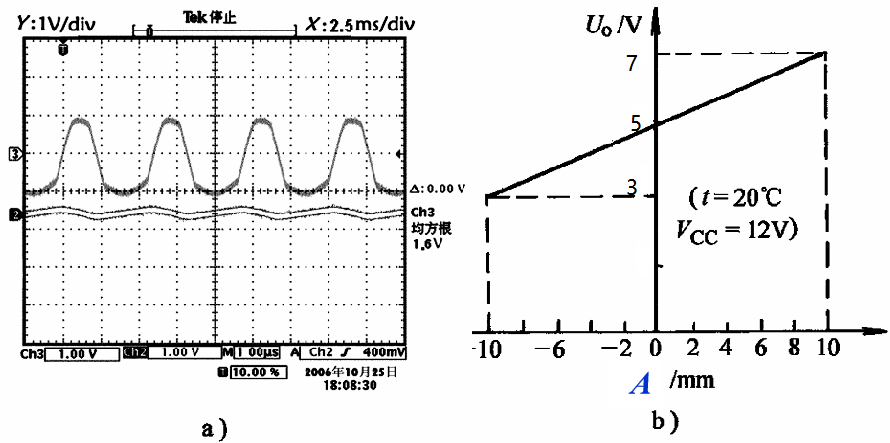 Y:1V/div Tek 停止 X:2.5ms/div
T
3
2
Δ: 0.00 V
Ch3
均方根
1.6V
Ch3 1.00 V Ch2 1.00 V M 1.00μs A Ch2 ƒ 400mV
T 10.00 %
2006年10月25日
18:08:30
a)
Uo/V
7
5
3
(t=20℃
VCC=12V)
-10 -6 -2 0 2 4 6 8 10
A /mm
b)